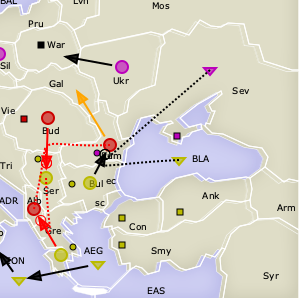 BAL
Lvn
Mos
Pru
War
Sil
Ukr
Gal
Sev
Vie
Bud
Rum
BLA
Tri
Ser
Bul
ec
Ank
ADR
Alb
sc
Arm
Con
Gre
ION
AEG
Smy
Syr
EAS